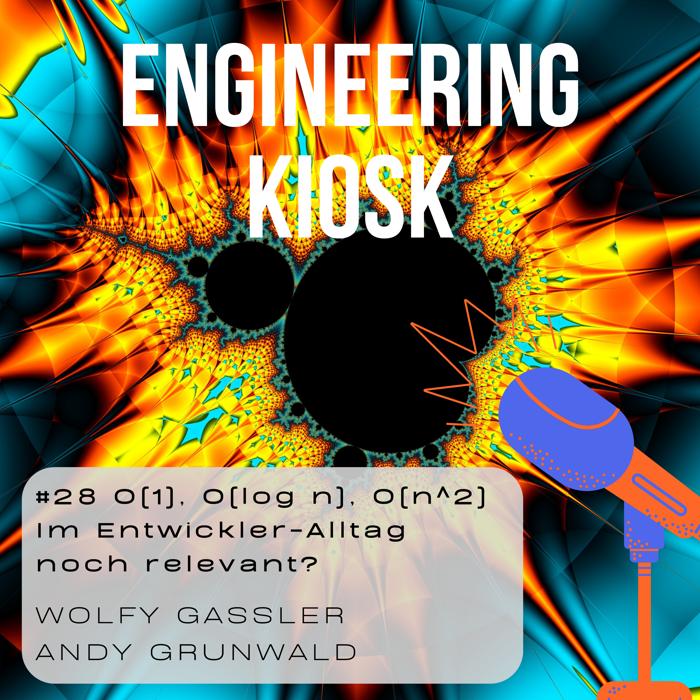 ENGINEERING
KIOSK
#28 O(1), O(log n), O(n^2)
Im Entwickler-Alltag
noch relevant?
WOLFY GASSLER
ANDY GRUNWALD